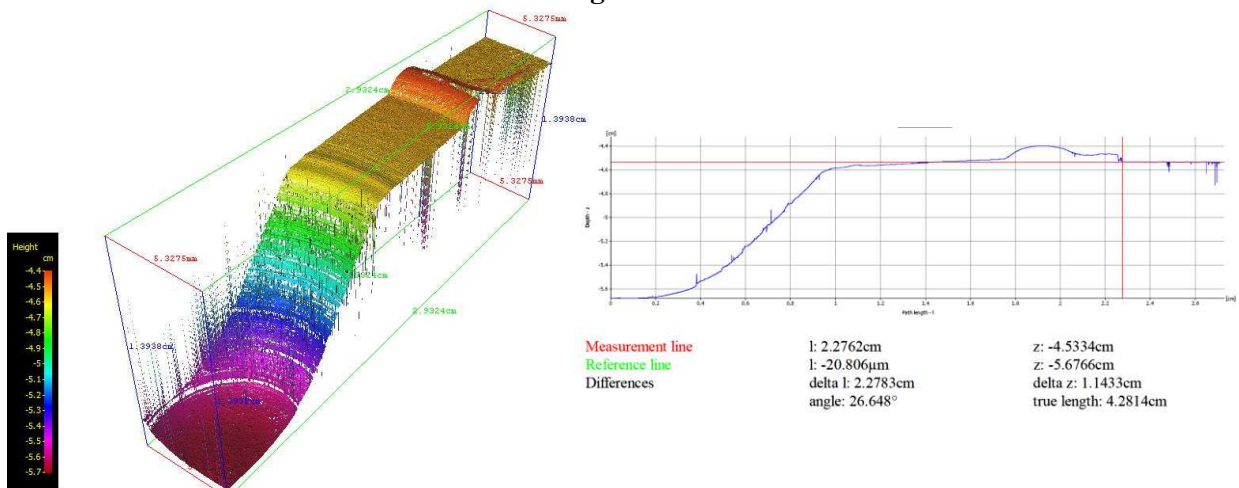 5.3275mm
2.9324cm
1.3938cm
5.3275mm
5.3275mm
2.9324cm
1.3938cm
Height
cm
-4.4
-4.5
-4.6
-4.7
-4.8
-4.9
-5
-5.1
-5.2
-5.3
-5.4
-5.5
-5.6
-5.7
[cm]
-4.4
-4.6
-4.8
-5
-5.2
-5.4
-5.6
Depth - z
0 0.2 0.4 0.6 0.8 1 1.2 1.4 1.6 1.8 2 2.2 2.4 2.6 [cm]
Path length - l
Measurement line l: 2.2762cm z: -4.5334cm
Reference line l: -20.806µm z: -5.6766cm
Differences delta l: 2.2783cm delta z: 1.1433cm
angle: 26.648° true length: 4.2814cm